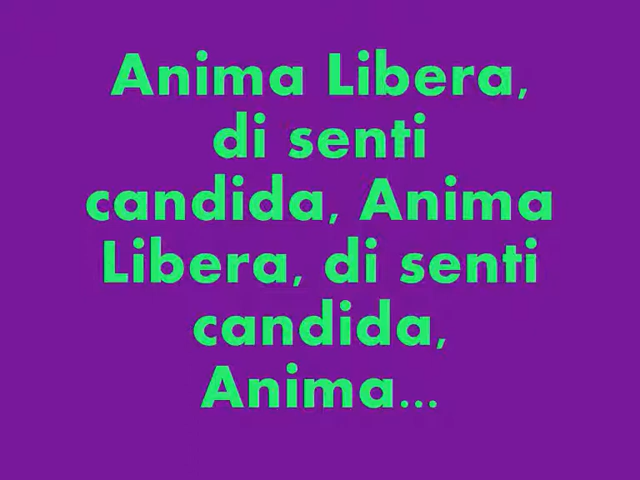 Anima Libera,
di senti
candida, Anima
Libera, di senti
candida,
Anima...